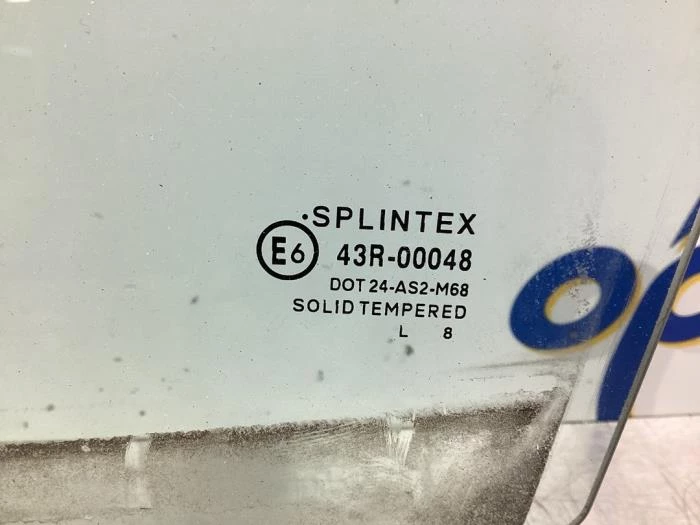 ·SPLINTEX
E6 43R-00048
DOT 24-AS2-M68
SOLID TEMPERED
L 8